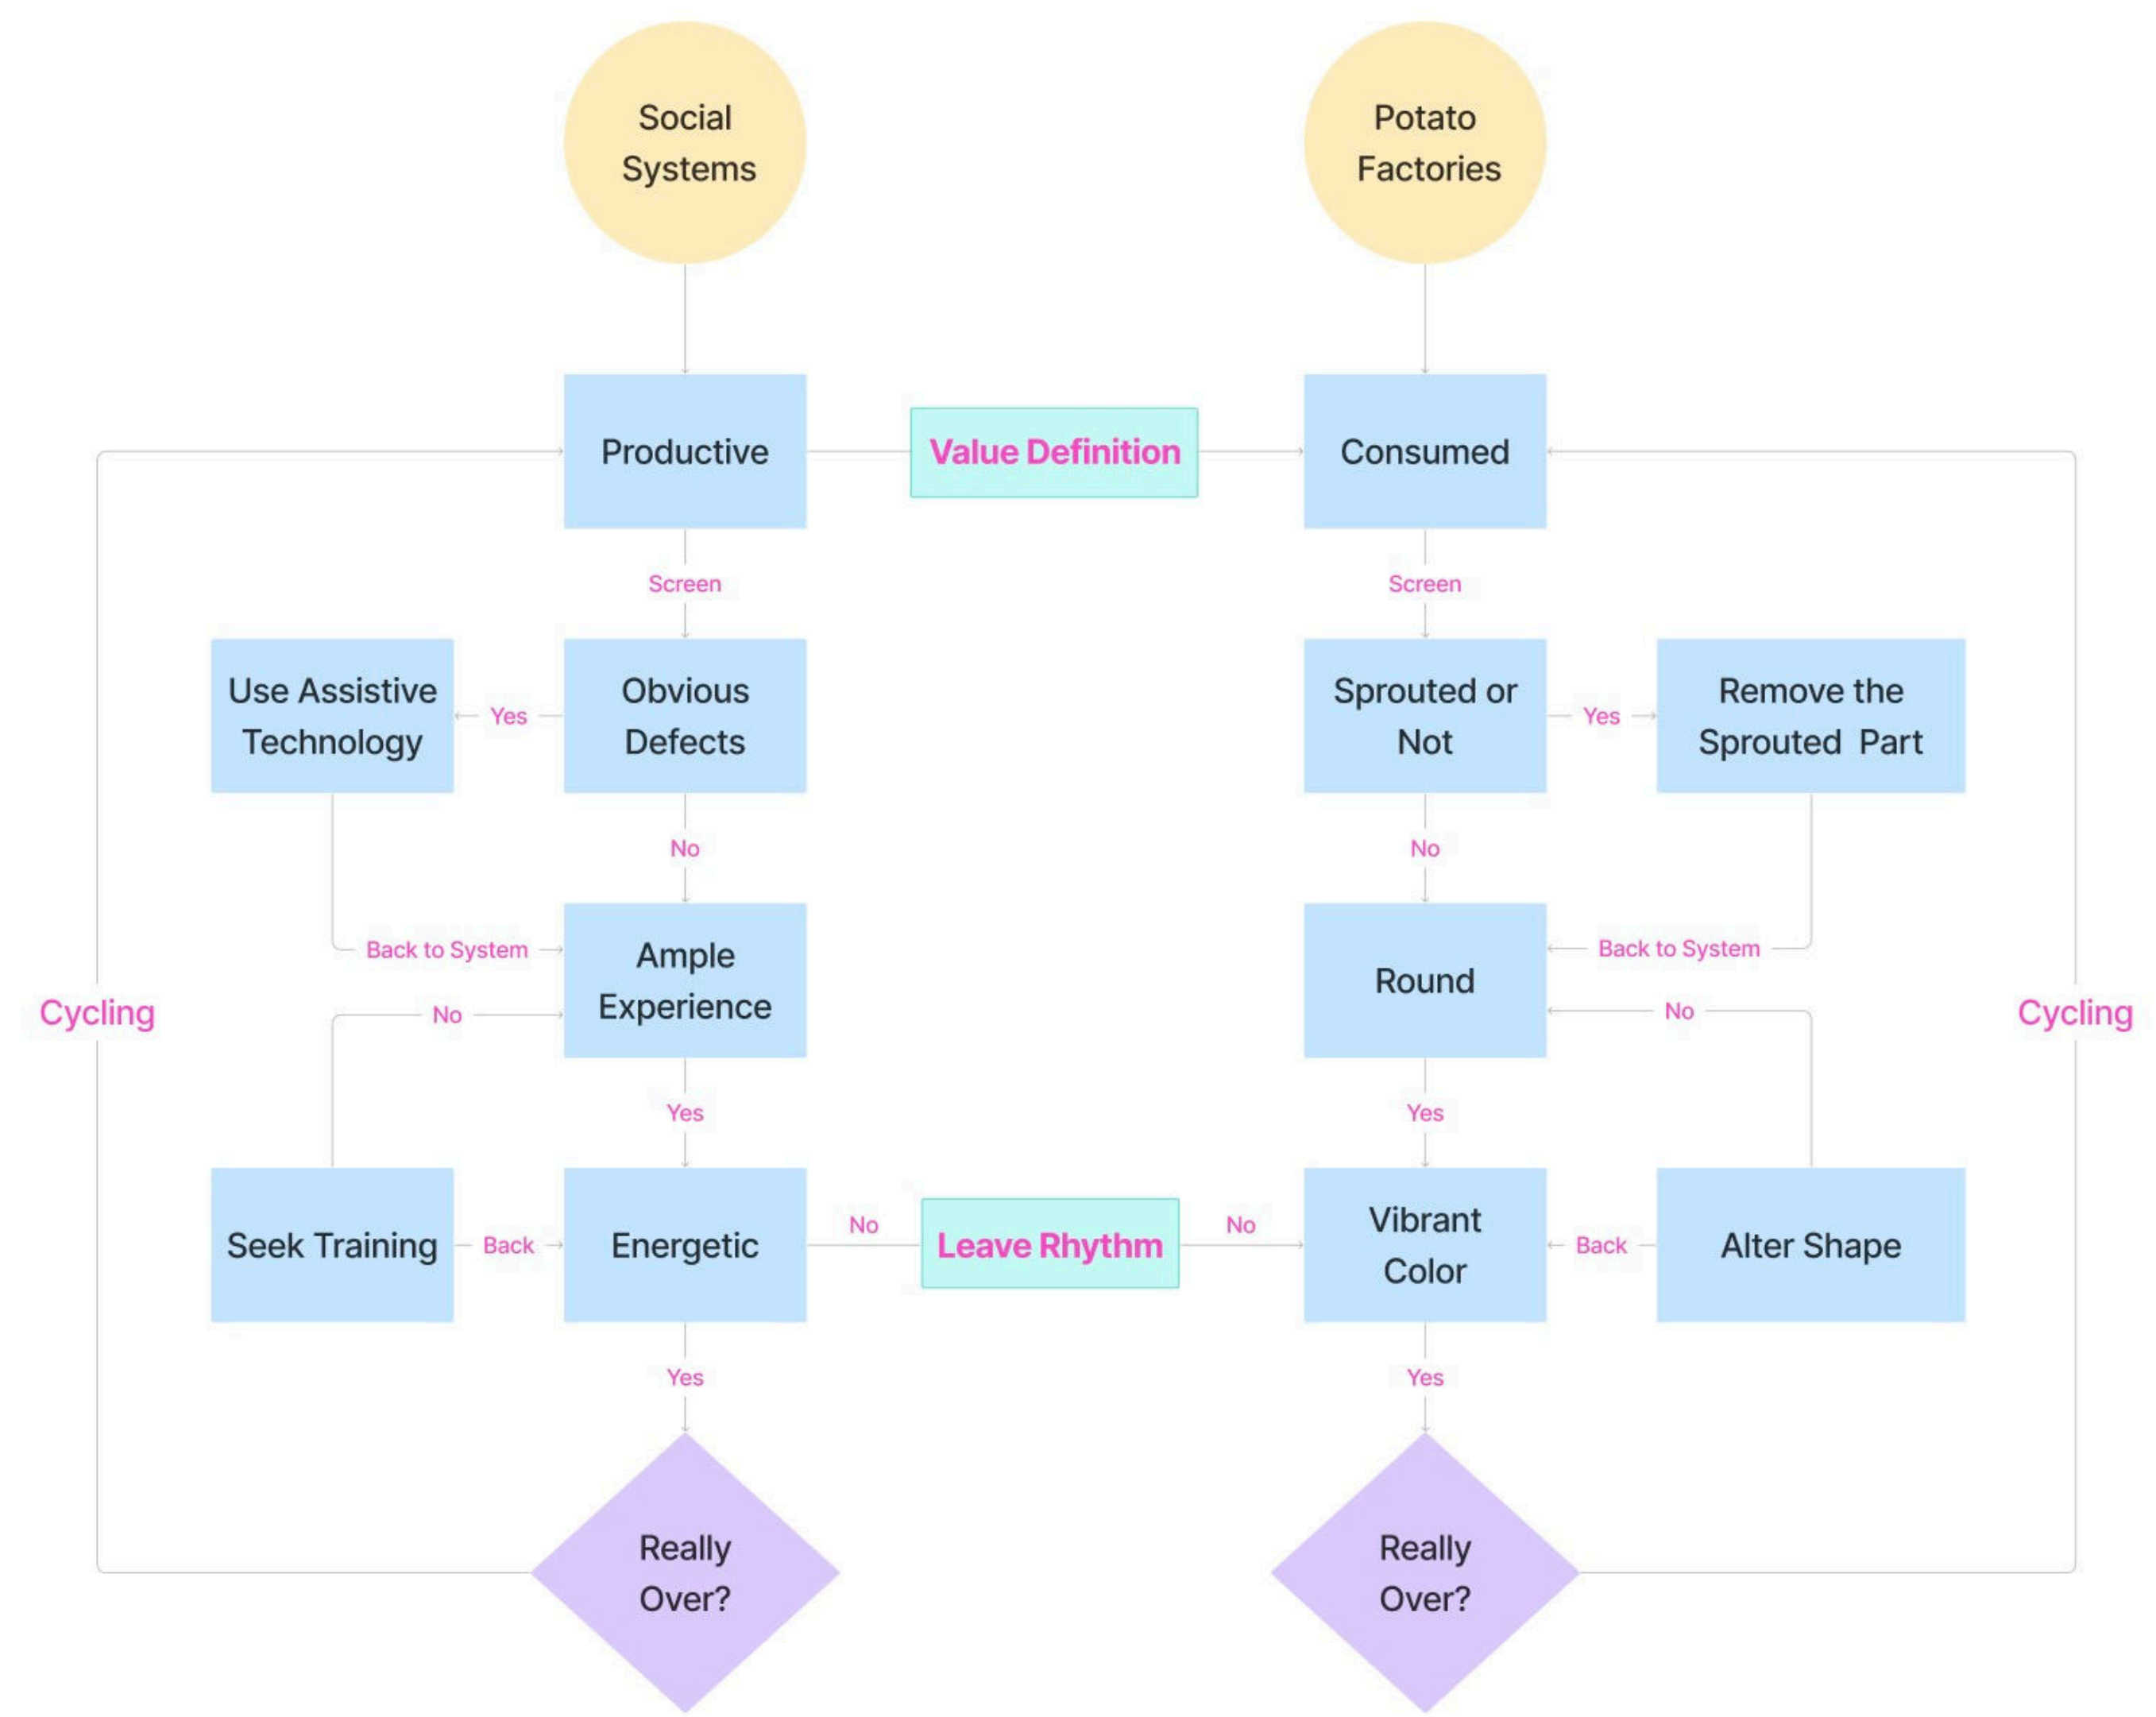 Social
Systems
Potato
Factories
Productive
Value Definition
Consumed
Screen
Screen
Use Assistive
Technology
Yes
Obvious
Defects
Sprouted or
Not
Yes
Remove the
Sprouted Part
No
No
Back to System
Ample
Experience
Round
Back to System
Cycling
No
No
Cycling
Yes
Yes
Seek Training
Back
Energetic
No
Leave Rhythm
No
Vibrant
Color
Back
Alter Shape
Yes
Yes
Really
Over?
Really
Over?